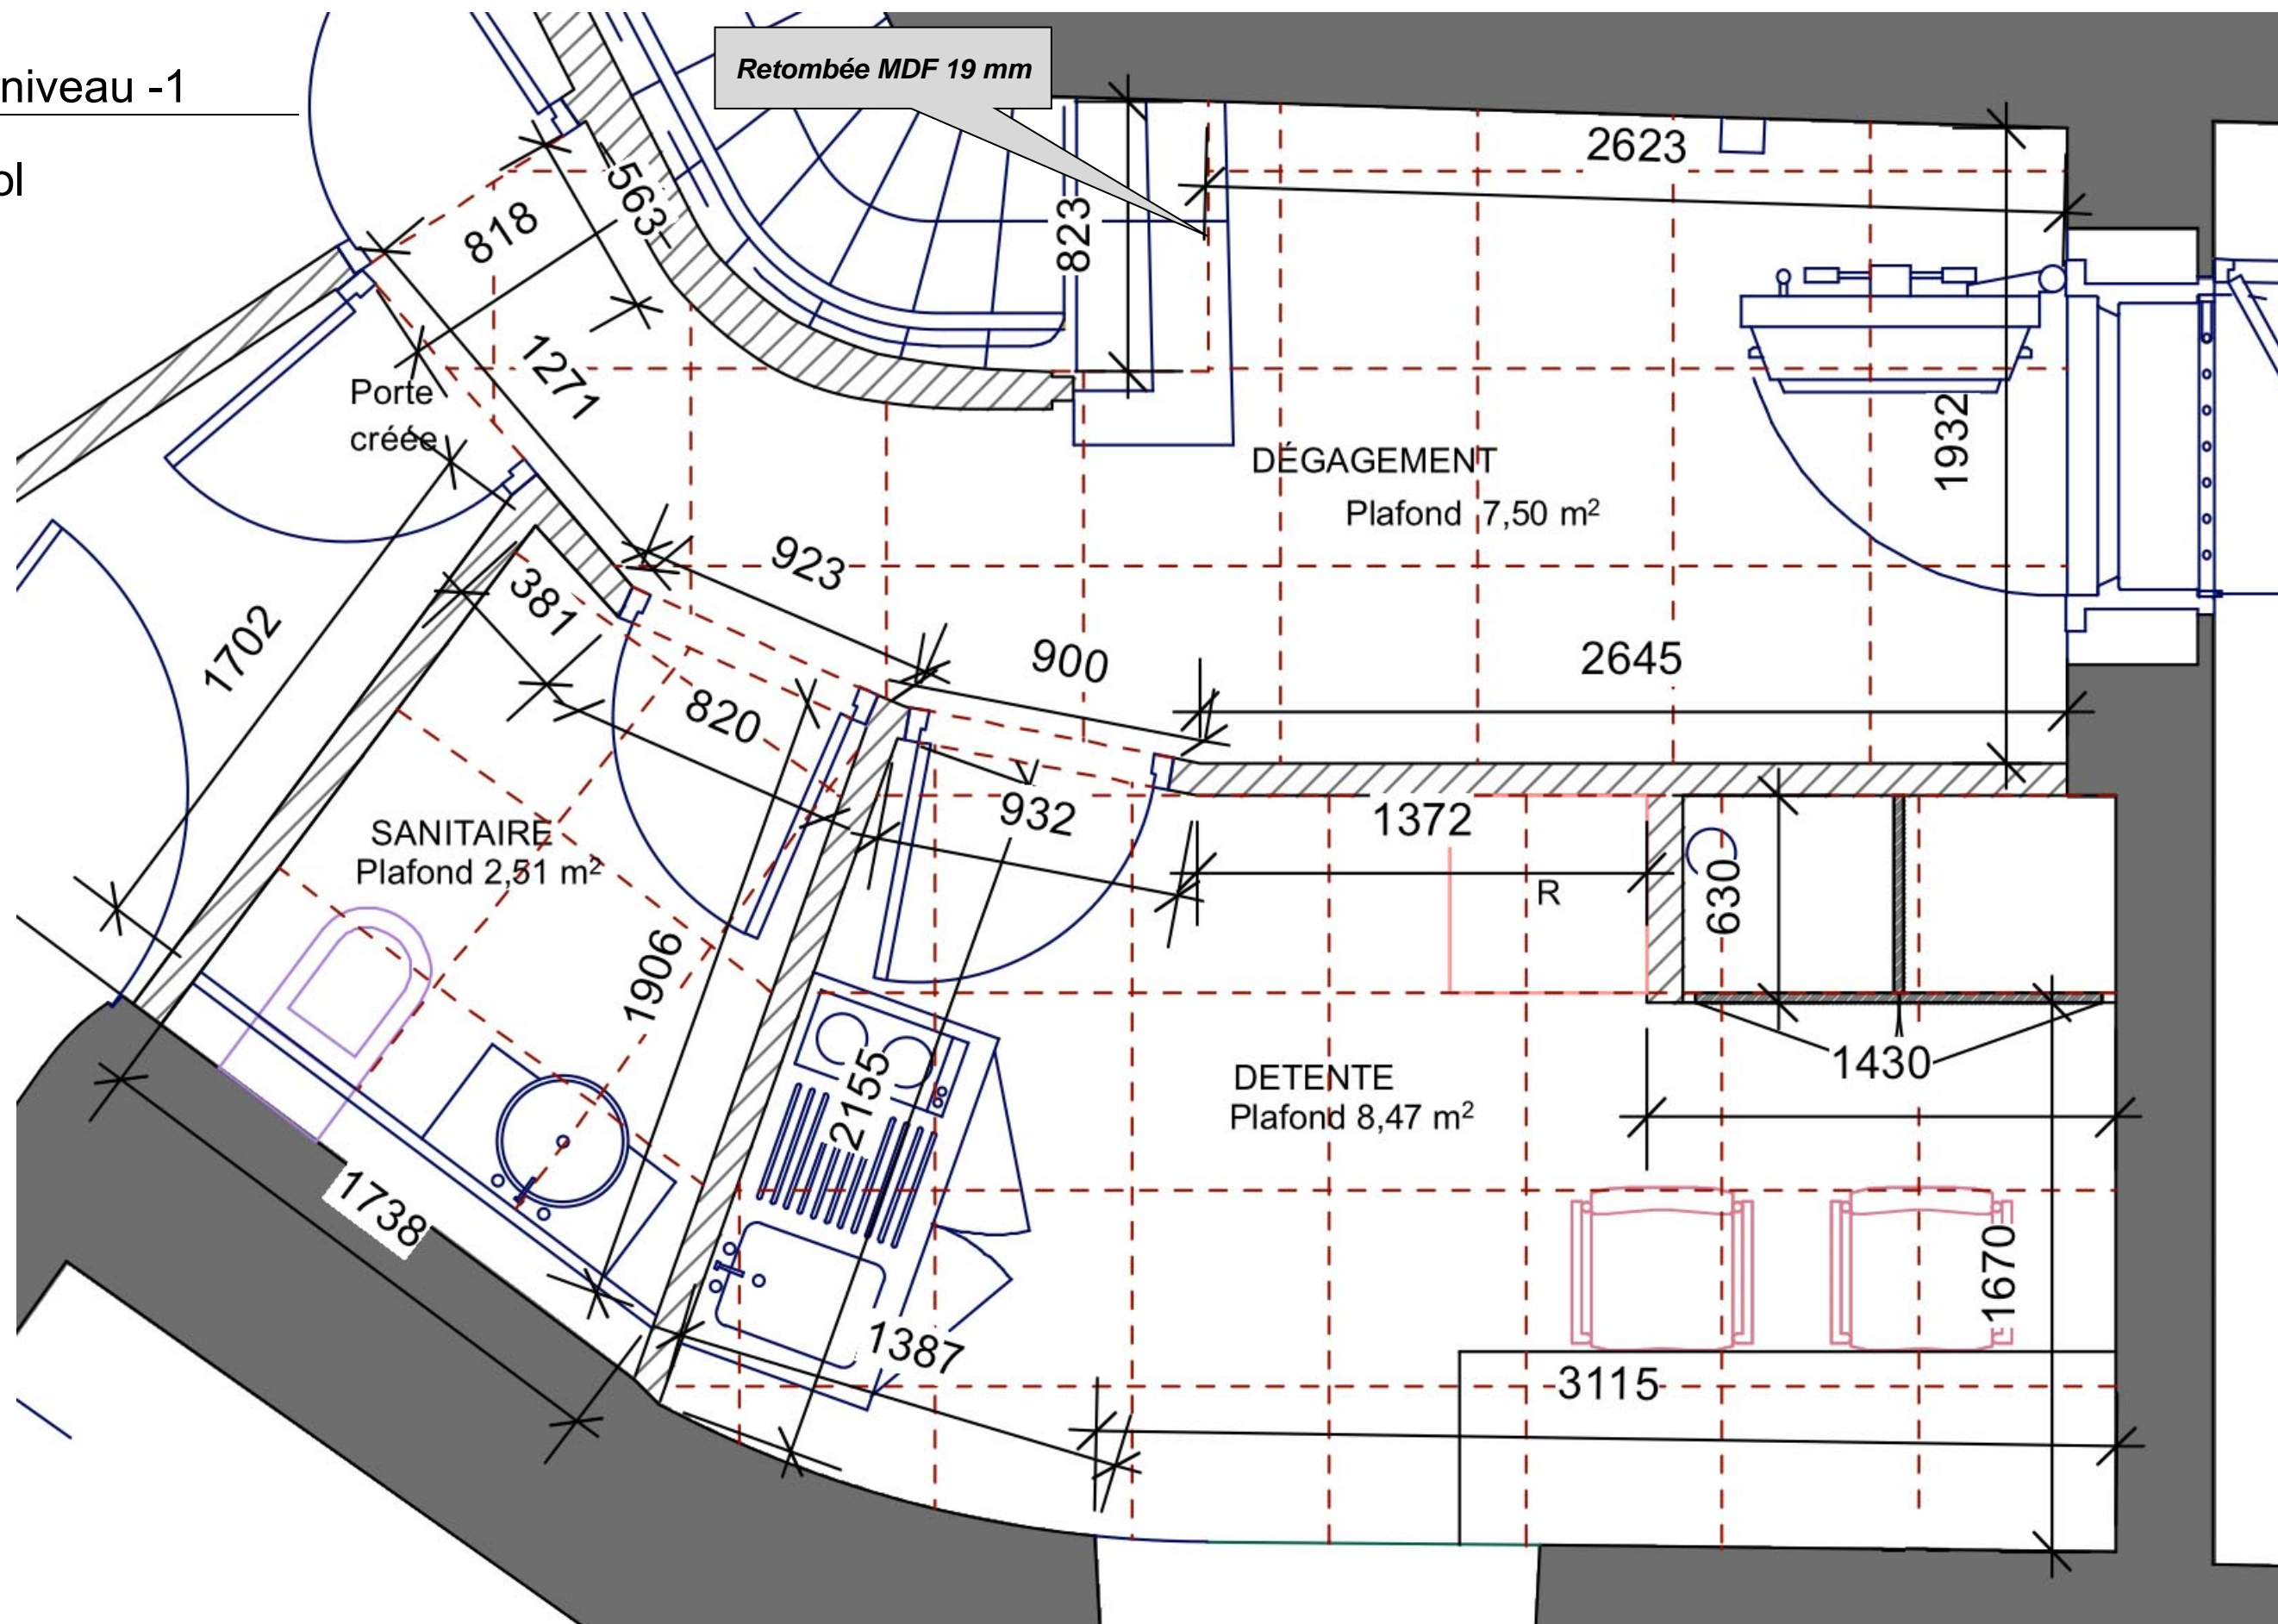 niveau -1
ol
Retombée MDF 19 mm
2623
818
563
823
1271
Porte
créée
1932
DÉGAGEMENT
Plafond 7,50 m²
923
381
900
2645
1702
820
932
1372
SANITAIRE
Plafond 2,51 m²
R
630
1906
1430
2155
DETENTE
Plafond 8,47 m²
1738
1670
1387
3115